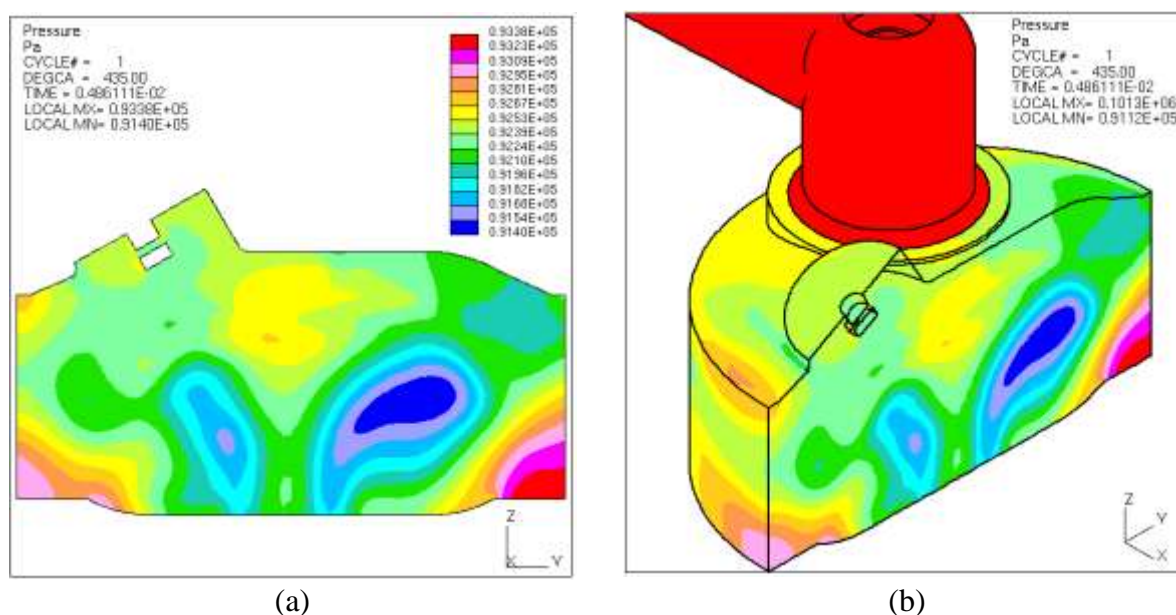 Pressure
Pa
CYCLE# = 1
DEGCA = 435.00
TIME = 0.486111E-02
LOCAL MX= 0.9338E+05
LOCAL MN= 0.9140E+05
0.9338E+05
0.9323E+05
0.9309E+05
0.9295E+05
0.9281E+05
0.9267E+05
0.9253E+05
0.9239E+05
0.9224E+05
0.9210E+05
0.9196E+05
0.9182E+05
0.9168E+05
0.9154E+05
0.9140E+05
Z
X Y
(a)
Pressure
Pa
CYCLE# = 1
DEGCA = 435.00
TIME = 0.486111E-02
LOCAL MX= 0.1013E+06
LOCAL MN= 0.9112E+05
Z
Y
X
(b)